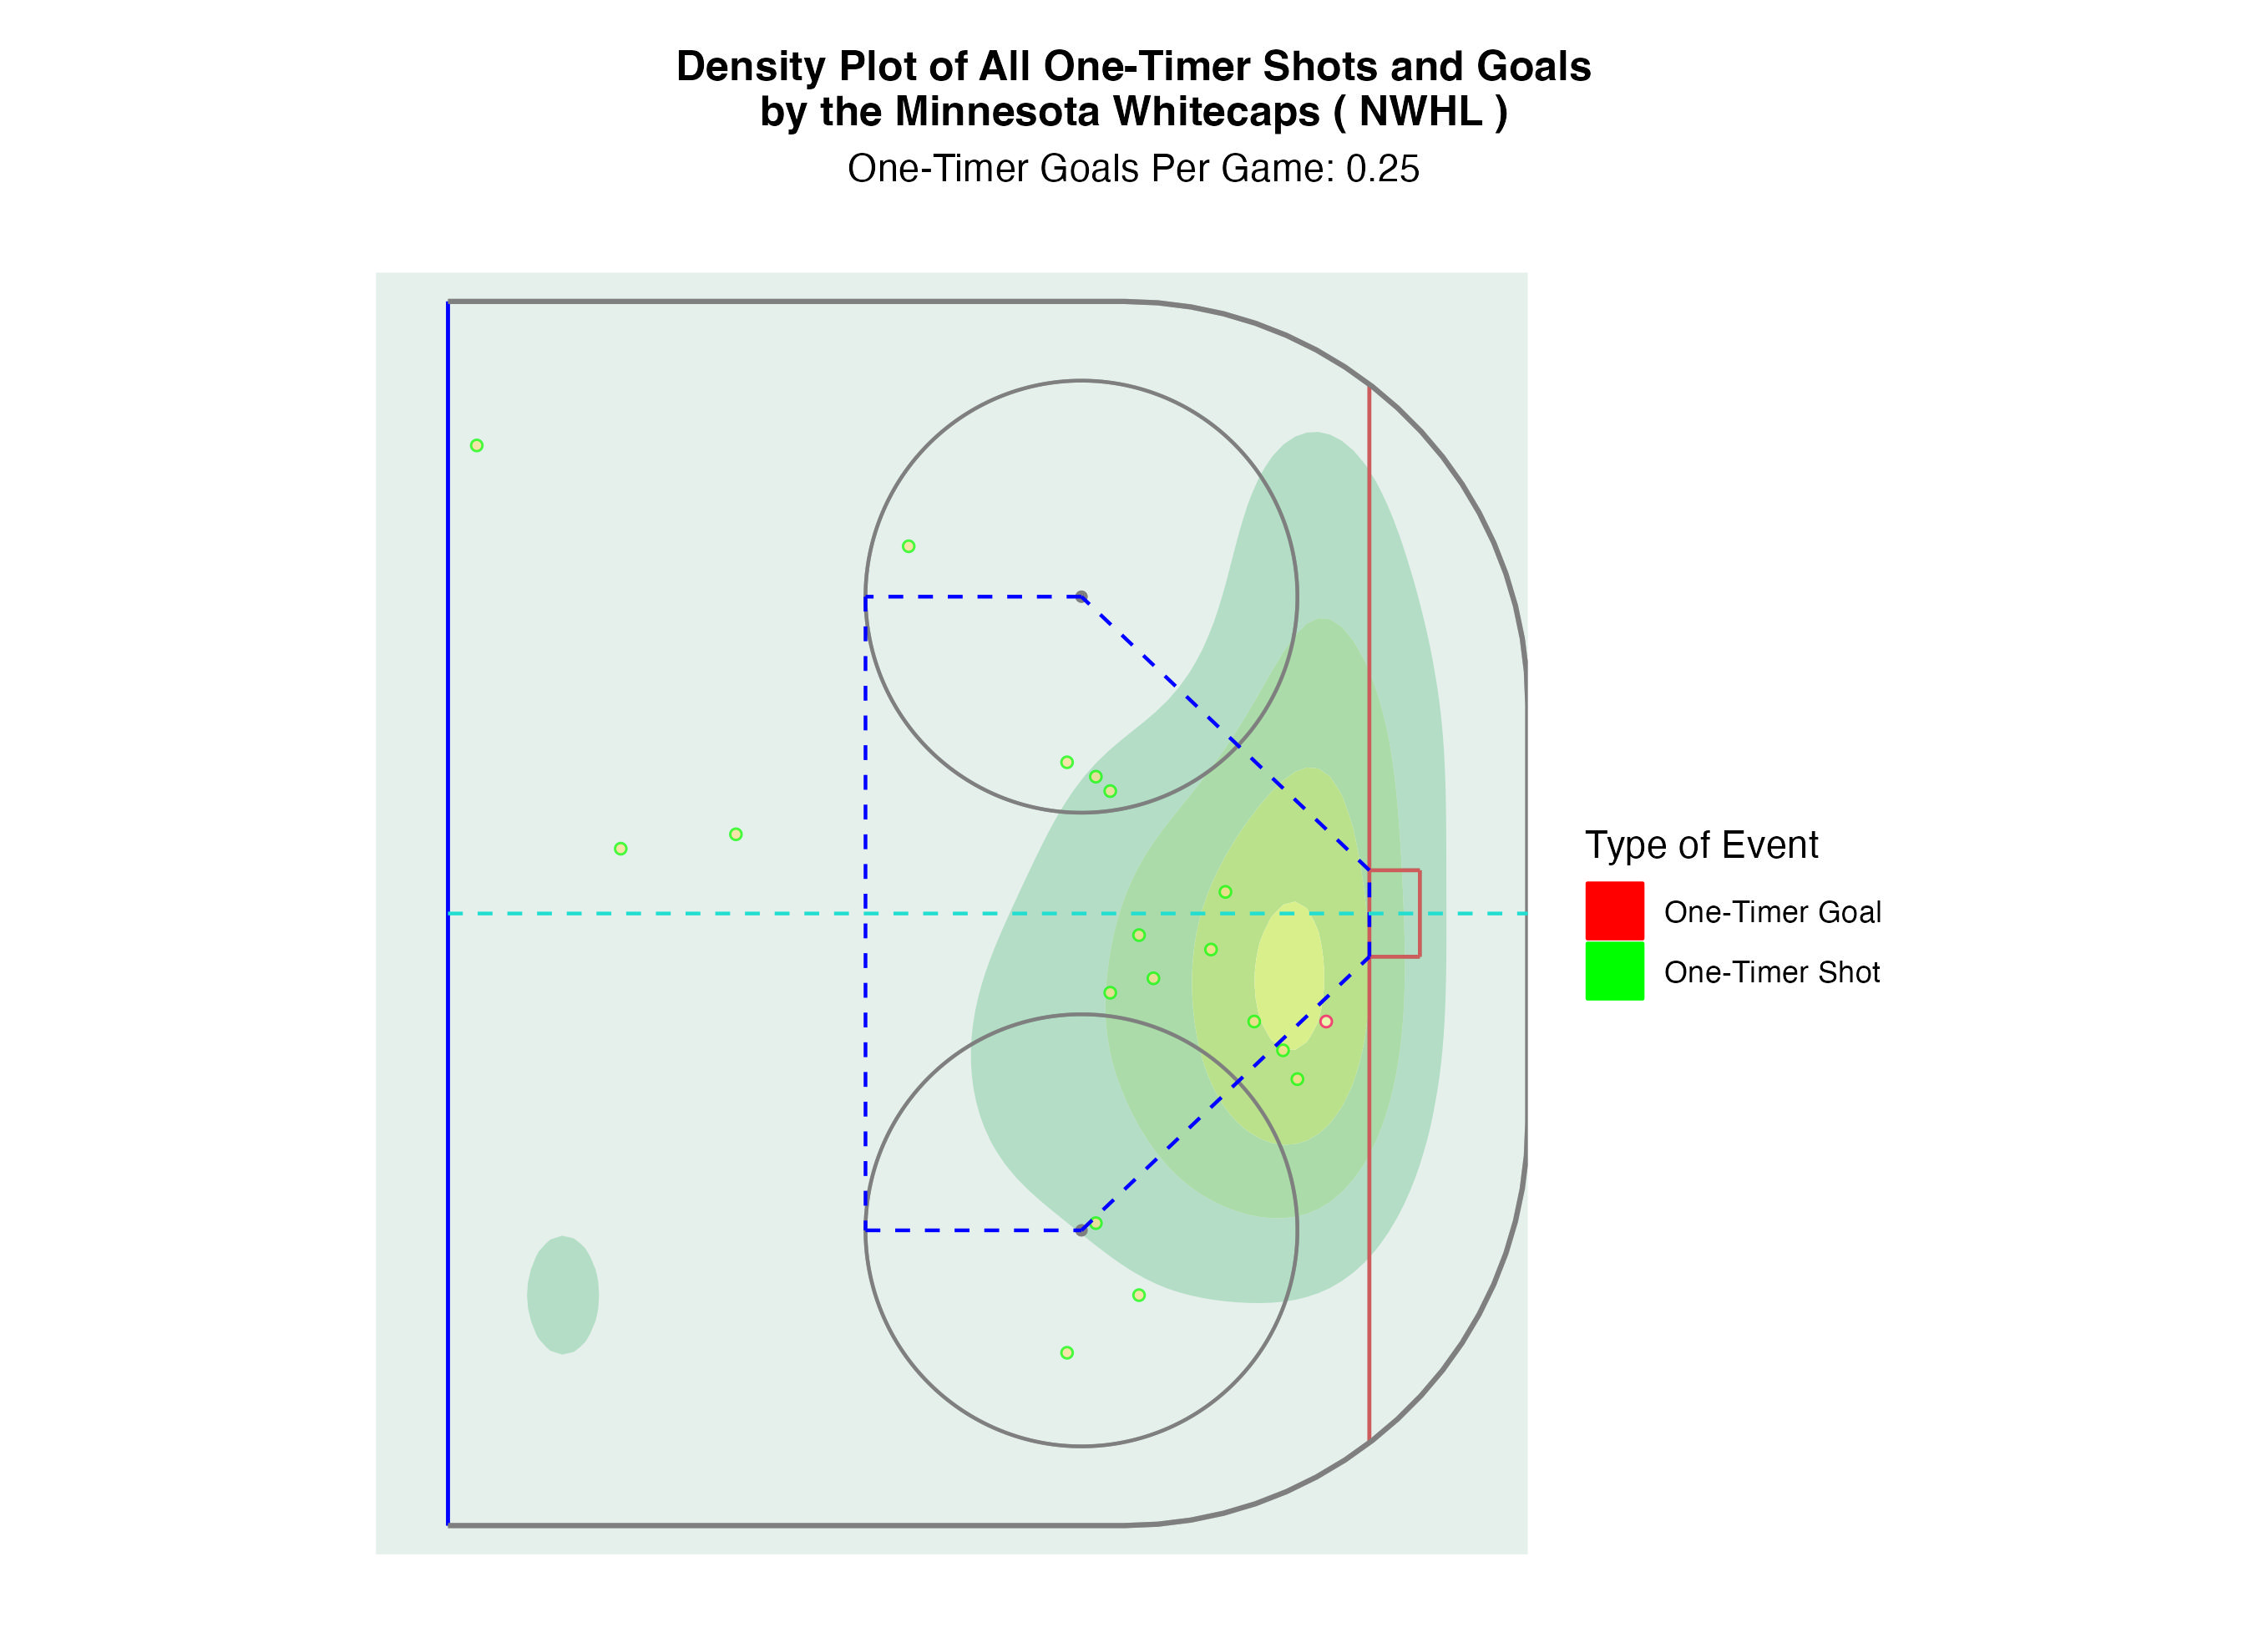 Density Plot of All One-Timer Shots and Goals
by the Minnesota Whitecaps ( NWHL )
One-Timer Goals Per Game: 0.25
Type of Event
One-Timer Goal
One-Timer Shot